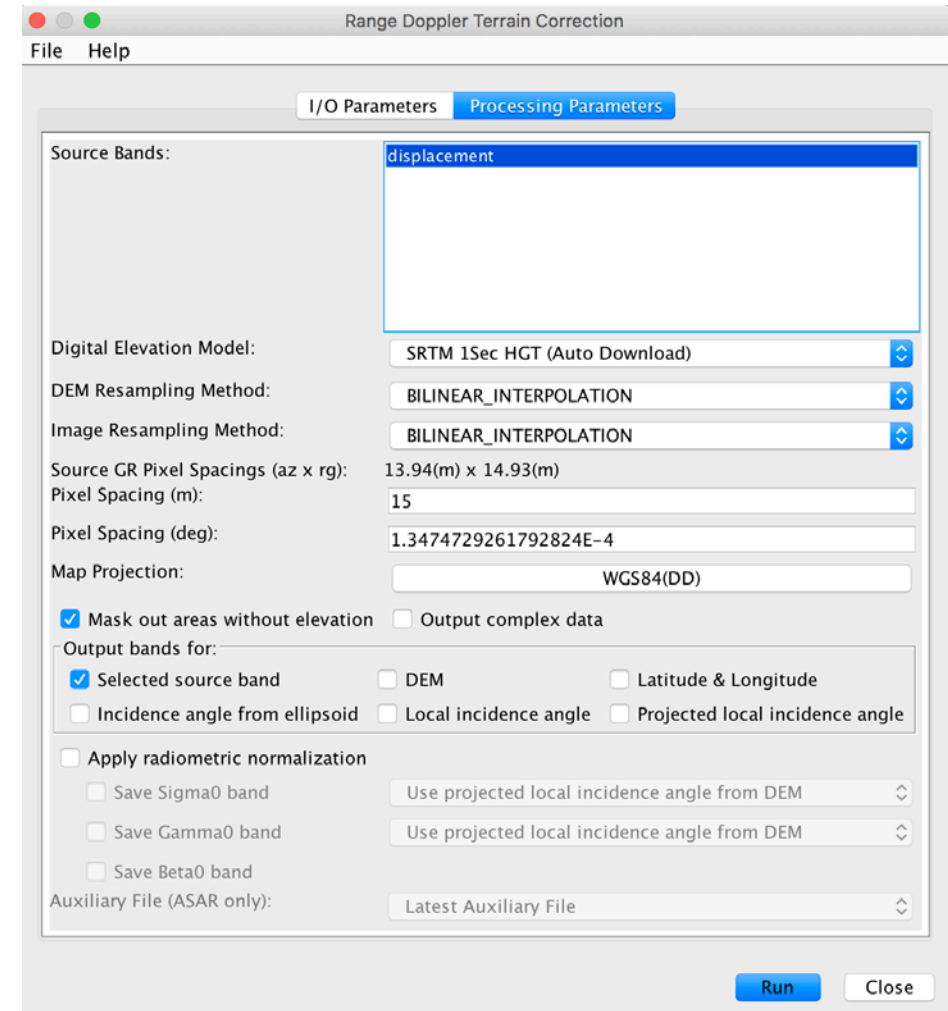 Range Doppler Terrain Correction
File Help
I/O Parameters Processing Parameters
Source Bands: displacement
Digital Elevation Model: SRTM 1Sec HGT (Auto Download)
DEM Resampling Method: BILINEAR_INTERPOLATION
Image Resampling Method: BILINEAR_INTERPOLATION
Source GR Pixel Spacings (az x rg): 13.94(m) x 14.93(m)
Pixel Spacing (m): 15
Pixel Spacing (deg): 1.3474729261792824E-4
Map Projection: WGS84(DD)
Mask out areas without elevation Output complex data
Output bands for:
Selected source band DEM Latitude & Longitude
Incidence angle from ellipsoid Local incidence angle Projected local incidence angle
Apply radiometric normalization
Save Sigma0 band Use projected local incidence angle from DEM
Save Gamma0 band Use projected local incidence angle from DEM
Save Beta0 band
Auxiliary File (ASAR only): Latest Auxiliary File
Run Close